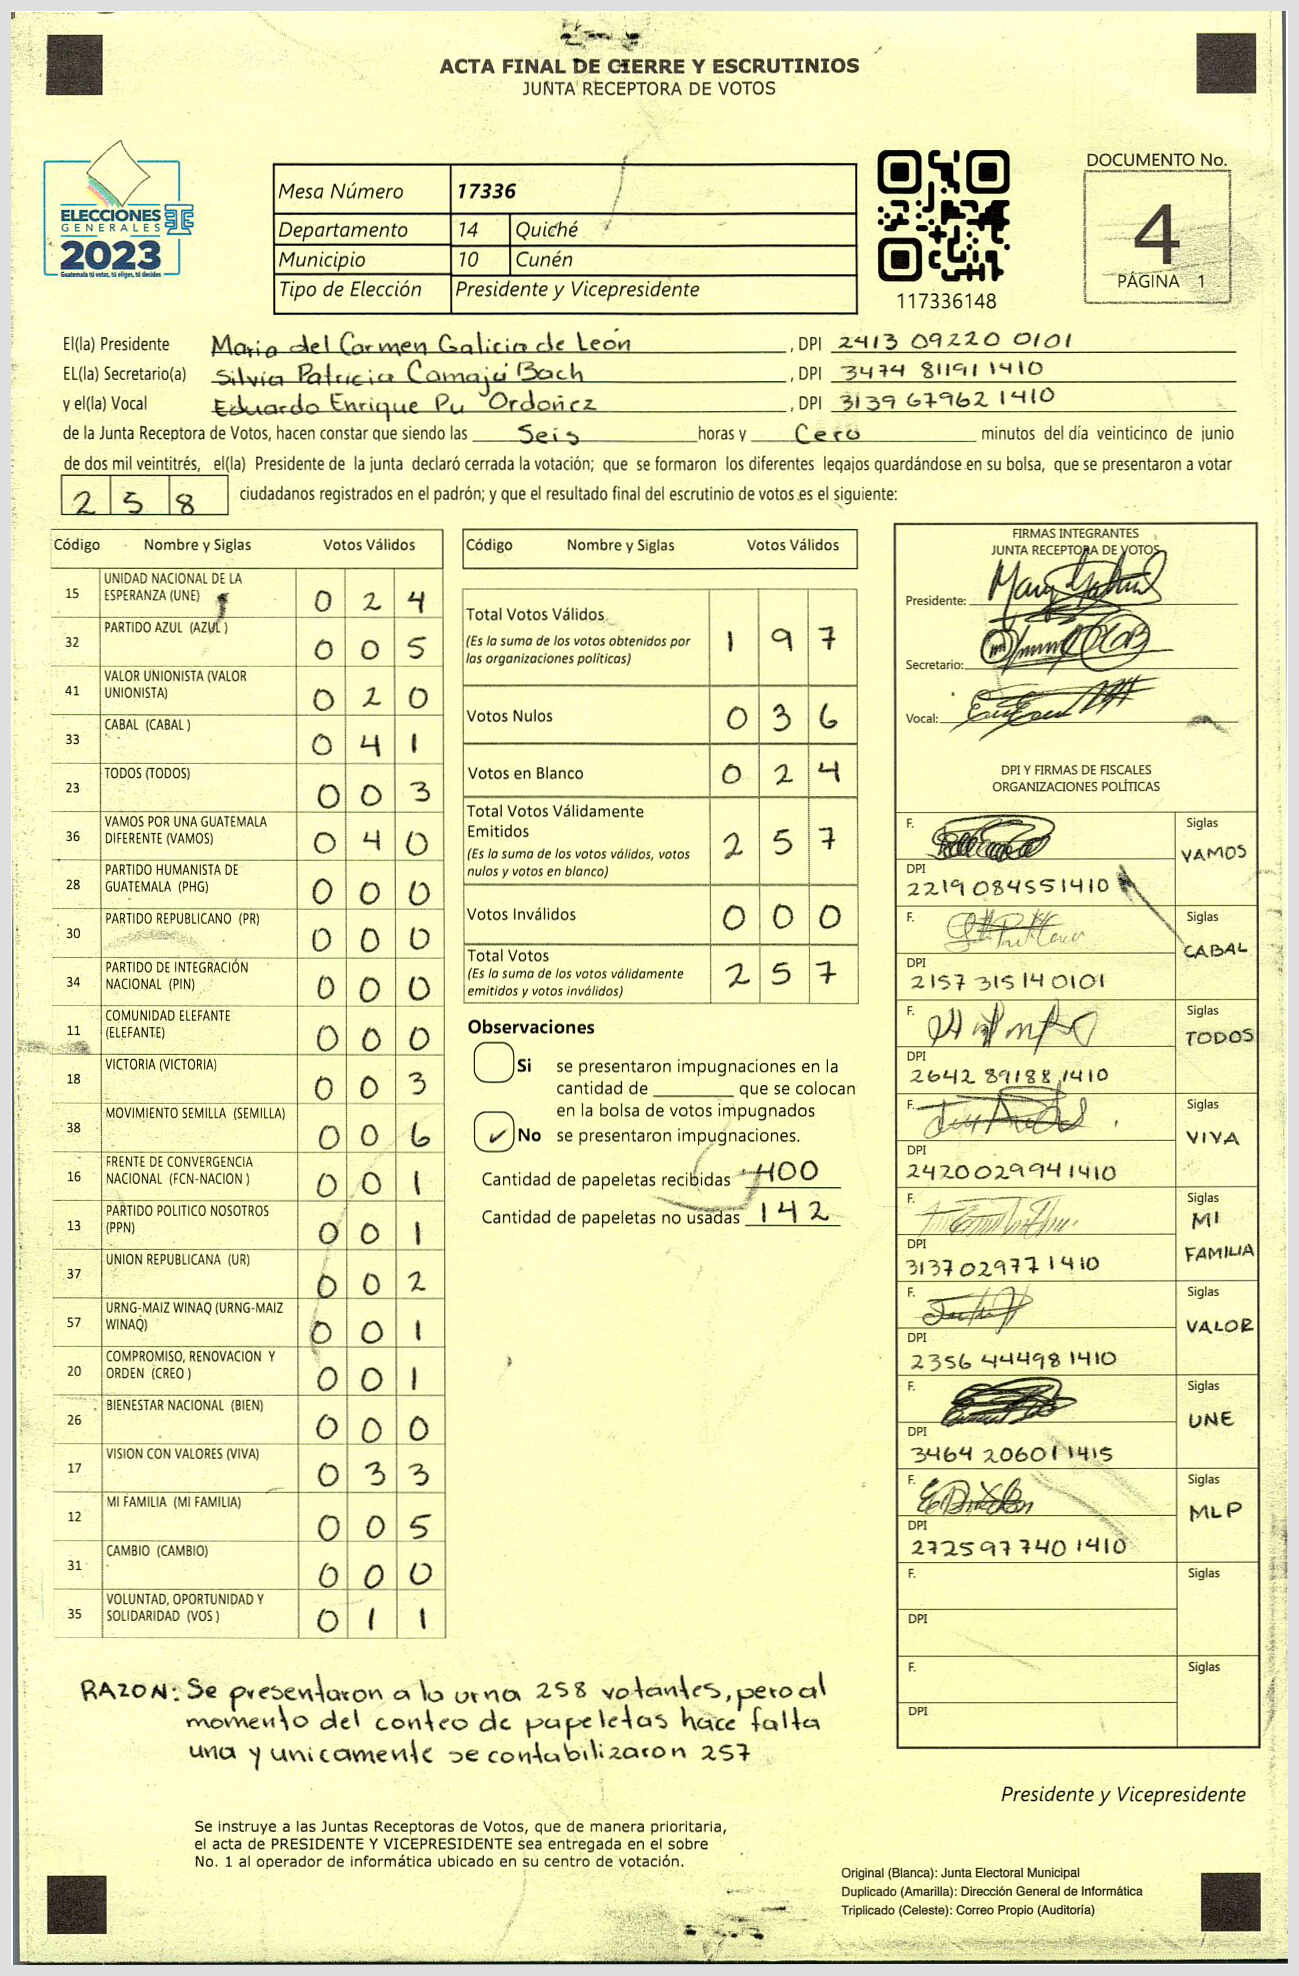 ACTA FINAL DE CIERRE Y ESCRUTINIOS
JUNTA RECEPTORA DE VOTOS
ELECCIONES
GENERALES
2023
Guatemala tú votas, tú eliges, tú decides
Mesa Número 17336
Departamento 14 Quiché
Municipio 10 Cunén
Tipo de Elección Presidente y Vicepresidente
117336148
DOCUMENTO No.
4
PÁGINA 1
El(la) Presidente Maria del Carmen Galicia de León, DPI 2413 09220 0101
EL(la) Secretario(a) Silvia Patricia Camajú Bach, DPI 3474 81191 1410
y el(la) Vocal Eduardo Enrique Pu Ordoñez, DPI 3139 67962 1410
de la Junta Receptora de Votos, hacen constar que siendo las Seis horas y Cero minutos del día veinticinco de junio
de dos mil veintitrés, el(la) Presidente de la junta declaró cerrada la votación; que se formaron los diferentes legajos guardándose en su bolsa, que se presentaron a votar
258 ciudadanos registrados en el padrón; y que el resultado final del escrutinio de votos es el siguiente:
Código Nombre y Siglas Votos Válidos
15 UNIDAD NACIONAL DE LA
ESPERANZA (UNE) 0 2 4
32 PARTIDO AZUL (AZUL ) 0 0 5
41 VALOR UNIONISTA (VALOR
UNIONISTA) 0 2 0
33 CABAL (CABAL ) 0 4 1
23 TODOS (TODOS) 0 0 3
36 VAMOS POR UNA GUATEMALA
DIFERENTE (VAMOS) 0 4 0
28 PARTIDO HUMANISTA DE
GUATEMALA (PHG) 0 0 0
30 PARTIDO REPUBLICANO (PR) 0 0 0
34 PARTIDO DE INTEGRACIÓN
NACIONAL (PIN) 0 0 0
11 COMUNIDAD ELEFANTE
(ELEFANTE) 0 0 0
18 VICTORIA (VICTORIA) 0 0 3
38 MOVIMIENTO SEMILLA (SEMILLA) 0 0 6
16 FRENTE DE CONVERGENCIA
NACIONAL (FCN-NACION ) 0 0 1
13 PARTIDO POLITICO NOSOTROS
(PPN) 0 0 1
37 UNION REPUBLICANA (UR) 0 0 2
57 URNG-MAIZ WINAQ (URNG-MAIZ
WINAQ) 0 0 1
20 COMPROMISO, RENOVACION Y
ORDEN (CREO ) 0 0 1
26 BIENESTAR NACIONAL (BIEN) 0 0 0
17 VISION CON VALORES (VIVA) 0 3 3
12 MI FAMILIA (MI FAMILIA) 0 0 5
31 CAMBIO (CAMBIO) 0 0 0
35 VOLUNTAD, OPORTUNIDAD Y
SOLIDARIDAD (VOS ) 0 1 1
Código Nombre y Siglas Votos Válidos
Total Votos Válidos 1 9 7
(Es la suma de los votos obtenidos por
las organizaciones políticas)
Votos Nulos 0 3 6
Votos en Blanco 0 2 4
Total Votos Válidamente
Emitidos 2 5 7
(Es la suma de los votos válidos, votos
nulos y votos en blanco)
Votos Inválidos 0 0 0
Total Votos 2 5 7
(Es la suma de los votos válidamente
emitidos y votos inválidos)
Observaciones
Si se presentaron impugnaciones en la
cantidad de ________ que se colocan
en la bolsa de votos impugnados
✓ No se presentaron impugnaciones.
Cantidad de papeletas recibidas 400
Cantidad de papeletas no usadas 142
FIRMAS INTEGRANTES
JUNTA RECEPTORA DE VOTOS
Presidente:
Secretario:
Vocal:
DPI Y FIRMAS DE FISCALES
ORGANIZACIONES POLÍTICAS
F. Siglas
VAMOS
DPI
2219 08455 1410
F. Siglas
CABAL
DPI
2157 31514 0101
F. Siglas
TODOS
DPI
2642 89188 1410
F. Siglas
VIVA
DPI
2420 02994 1410
F. Siglas
MI
FAMILIA
DPI
3137 02977 1410
F. Siglas
VALOR
DPI
2356 44498 1410
F. Siglas
UNE
DPI
3464 20601 1415
F. Siglas
MLP
DPI
2725 97740 1410
F. Siglas
DPI
F. Siglas
DPI
RAZON: Se presentaron a la urna 258 votantes, pero al
momento del conteo de papeletas hace falta
una y unicamente se contabilizaron 257
Presidente y Vicepresidente
Se instruye a las Juntas Receptoras de Votos, que de manera prioritaria,
el acta de PRESIDENTE Y VICEPRESIDENTE sea entregada en el sobre
No. 1 al operador de informática ubicado en su centro de votación.
Original (Blanca): Junta Electoral Municipal
Duplicado (Amarilla): Dirección General de Informática
Triplicado (Celeste): Correo Propio (Auditoría)